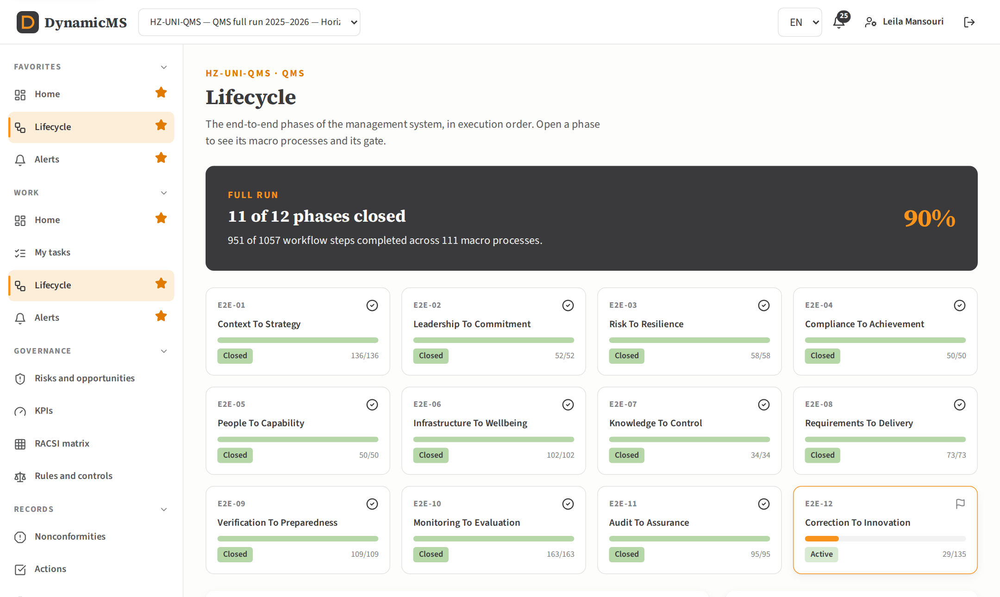 DynamicMS
HZ-UNI-QMS — QMS full run 2025–2026 — Horiz
EN
25
Leila Mansouri
FAVORITES
Home
Lifecycle
Alerts
WORK
Home
My tasks
Lifecycle
Alerts
GOVERNANCE
Risks and opportunities
KPIs
RACSI matrix
Rules and controls
RECORDS
Nonconformities
Actions
HZ-UNI-QMS · QMS
Lifecycle
The end-to-end phases of the management system, in execution order. Open a phase
to see its macro processes and its gate.
FULL RUN
11 of 12 phases closed
951 of 1057 workflow steps completed across 111 macro processes.
90%
E2E-01
Context To Strategy
Closed 136/136
E2E-02
Leadership To Commitment
Closed 52/52
E2E-03
Risk To Resilience
Closed 58/58
E2E-04
Compliance To Achievement
Closed 50/50
E2E-05
People To Capability
Closed 50/50
E2E-06
Infrastructure To Wellbeing
Closed 102/102
E2E-07
Knowledge To Control
Closed 34/34
E2E-08
Requirements To Delivery
Closed 73/73
E2E-09
Verification To Preparedness
Closed 109/109
E2E-10
Monitoring To Evaluation
Closed 163/163
E2E-11
Audit To Assurance
Closed 95/95
E2E-12
Correction To Innovation
Active 29/135